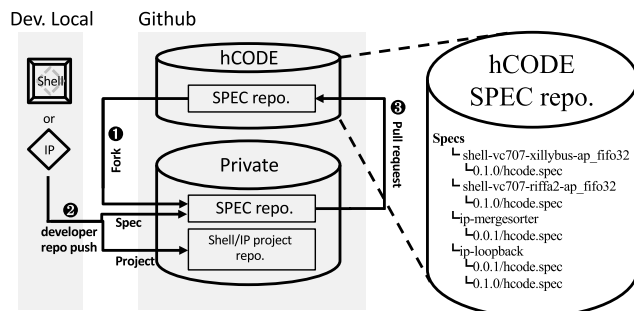 Dev. Local
Github
Shell
or
IP
❷
developer
repo push
Spec
Project
❶
Fork
hCODE
SPEC repo.
Private
SPEC repo.
Shell/IP project
repo.
❸
Pull request
hCODE
SPEC repo.
Specs
shell-vc707-xillybus-ap_fifo32
0.1.0/hcode.spec
shell-vc707-riffa2-ap_fifo32
0.1.0/hcode.spec
ip-mergesorter
0.0.1/hcode.spec
ip-loopback
0.0.1/hcode.spec
0.1.0/hcode.spec